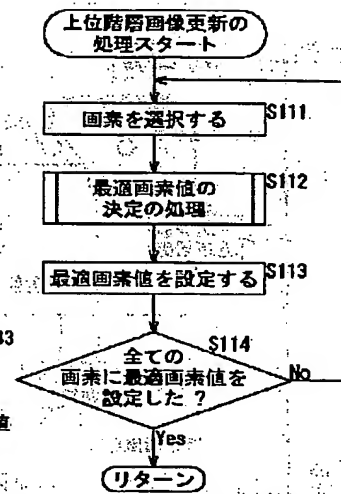 上位階層画像更新の
処理スタート
画素を選択する
S111
最適画素値の
決定の処理
S112
最適画素値を設定する
S113
全ての
画素に最適画素値を
設定した ?
S114
No
Yes
リターン